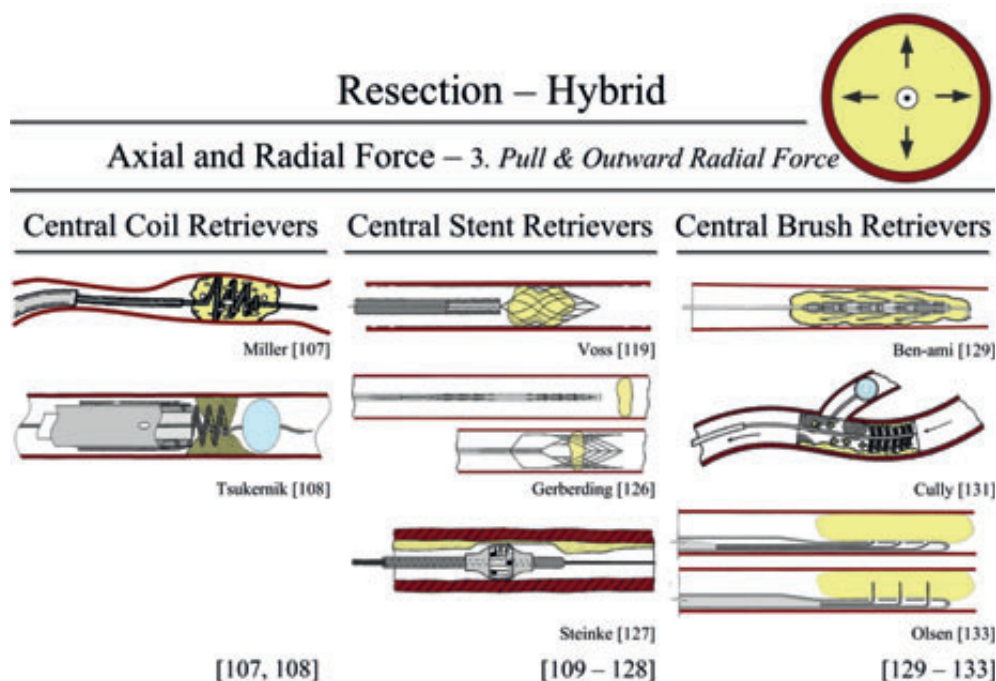 Resection – Hybrid
Axial and Radial Force – 3. Pull & Outward Radial Force
Central Coil Retrievers
Miller [107]
Tsukernik [108]
[107, 108]
Central Stent Retrievers
Voss [119]
Gerberding [126]
Steinke [127]
[109 – 128]
Central Brush Retrievers
Ben-ami [129]
Cully [131]
Olsen [133]
[129 – 133]